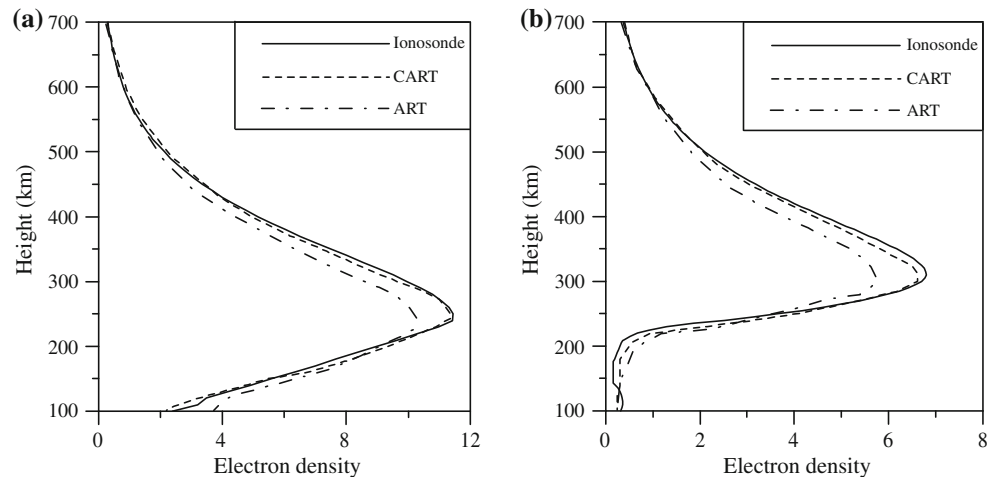 (a)
700
600
500
400
300
200
100
Height (km)
0
4
8
12
Electron density
Ionosonde
CART
ART
(b)
700
600
500
400
300
200
100
Height (km)
0
2
4
6
8
Electron density
Ionosonde
CART
ART